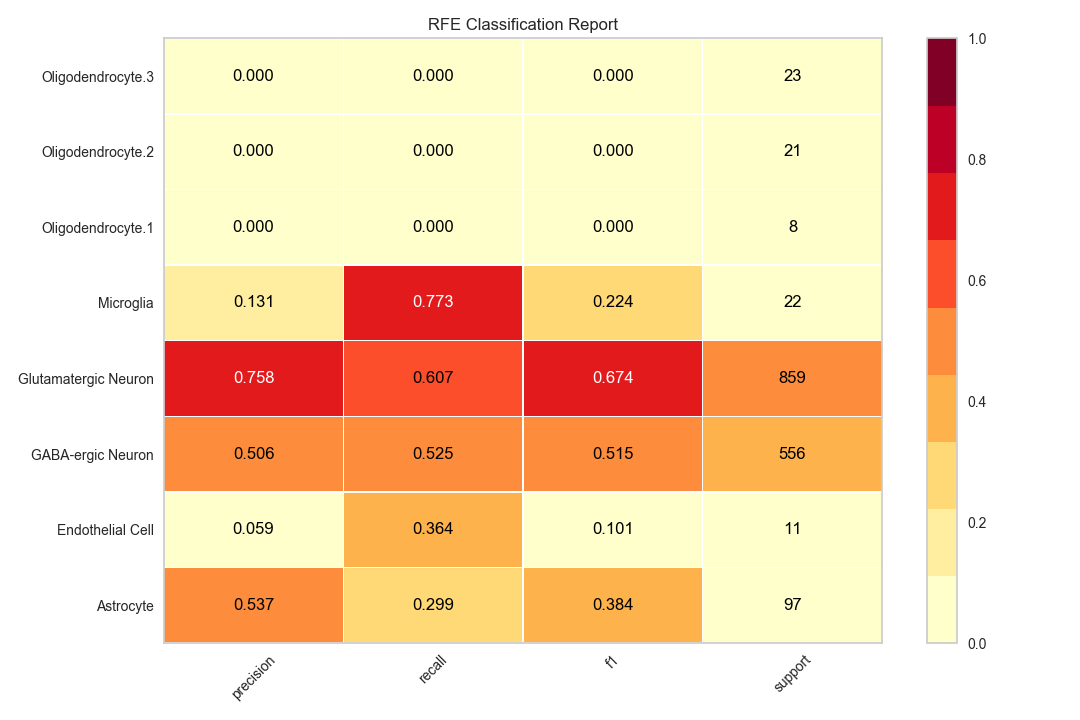 RFE Classification Report
Oligodendrocyte.3 0.000 0.000 0.000 23
Oligodendrocyte.2 0.000 0.000 0.000 21
Oligodendrocyte.1 0.000 0.000 0.000 8
Microglia 0.131 0.773 0.224 22
Glutamatergic Neuron 0.758 0.607 0.674 859
GABA-ergic Neuron 0.506 0.525 0.515 556
Endothelial Cell 0.059 0.364 0.101 11
Astrocyte 0.537 0.299 0.384 97
precision recall f1 support
1.0
0.8
0.6
0.4
0.2
0.0